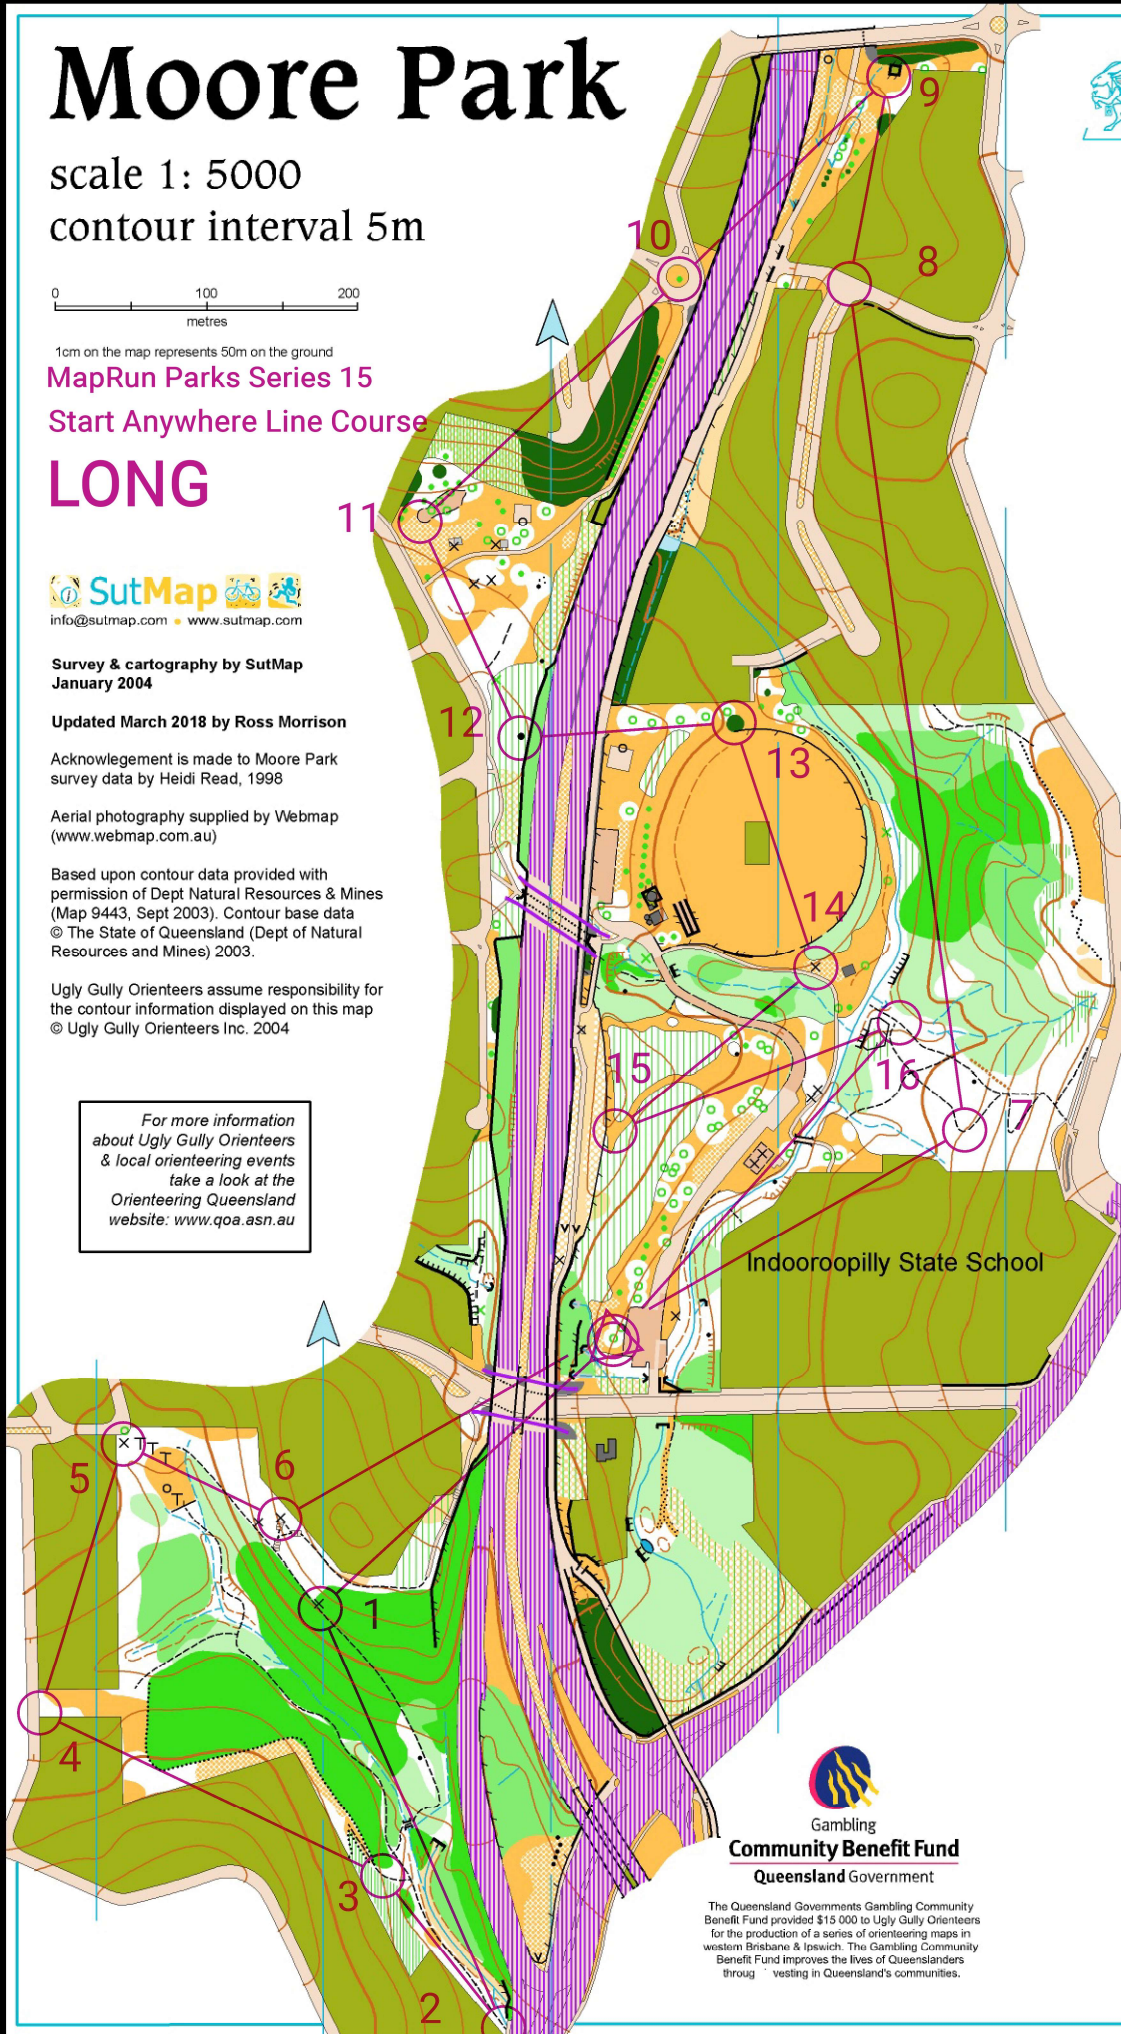 Moore Park
scale 1: 5000
contour interval 5m
0 100 200
metres
1cm on the map represents 50m on the ground
MapRun Parks Series 15
Start Anywhere Line Course
LONG
SutMap
info@sutmap.com • www.sutmap.com
Survey & cartography by SutMap
January 2004
Updated March 2018 by Ross Morrison
Acknowlegement is made to Moore Park
survey data by Heidi Read, 1998
Aerial photography supplied by Webmap
(www.webmap.com.au)
Based upon contour data provided with
permission of Dept Natural Resources & Mines
(Map 9443, Sept 2003). Contour base data
© The State of Queensland (Dept of Natural
Resources and Mines) 2003.
Ugly Gully Orienteers assume responsibility for
the contour information displayed on this map
© Ugly Gully Orienteers Inc. 2004
For more information
about Ugly Gully Orienteers
& local orienteering events
take a look at the
Orienteering Queensland
website: www.qoa.asn.au
9
10
8
11
12
13
14
15
16
7
Indooroopilly State School
5
6
1
4
3
2
Gambling
Community Benefit Fund
Queensland Government
The Queensland Governments Gambling Community
Benefit Fund provided $15 000 to Ugly Gully Orienteers
for the production of a series of orienteering maps in
western Brisbane & Ipswich. The Gambling Community
Benefit Fund improves the lives of Queenslanders
throug vesting in Queensland's communities.